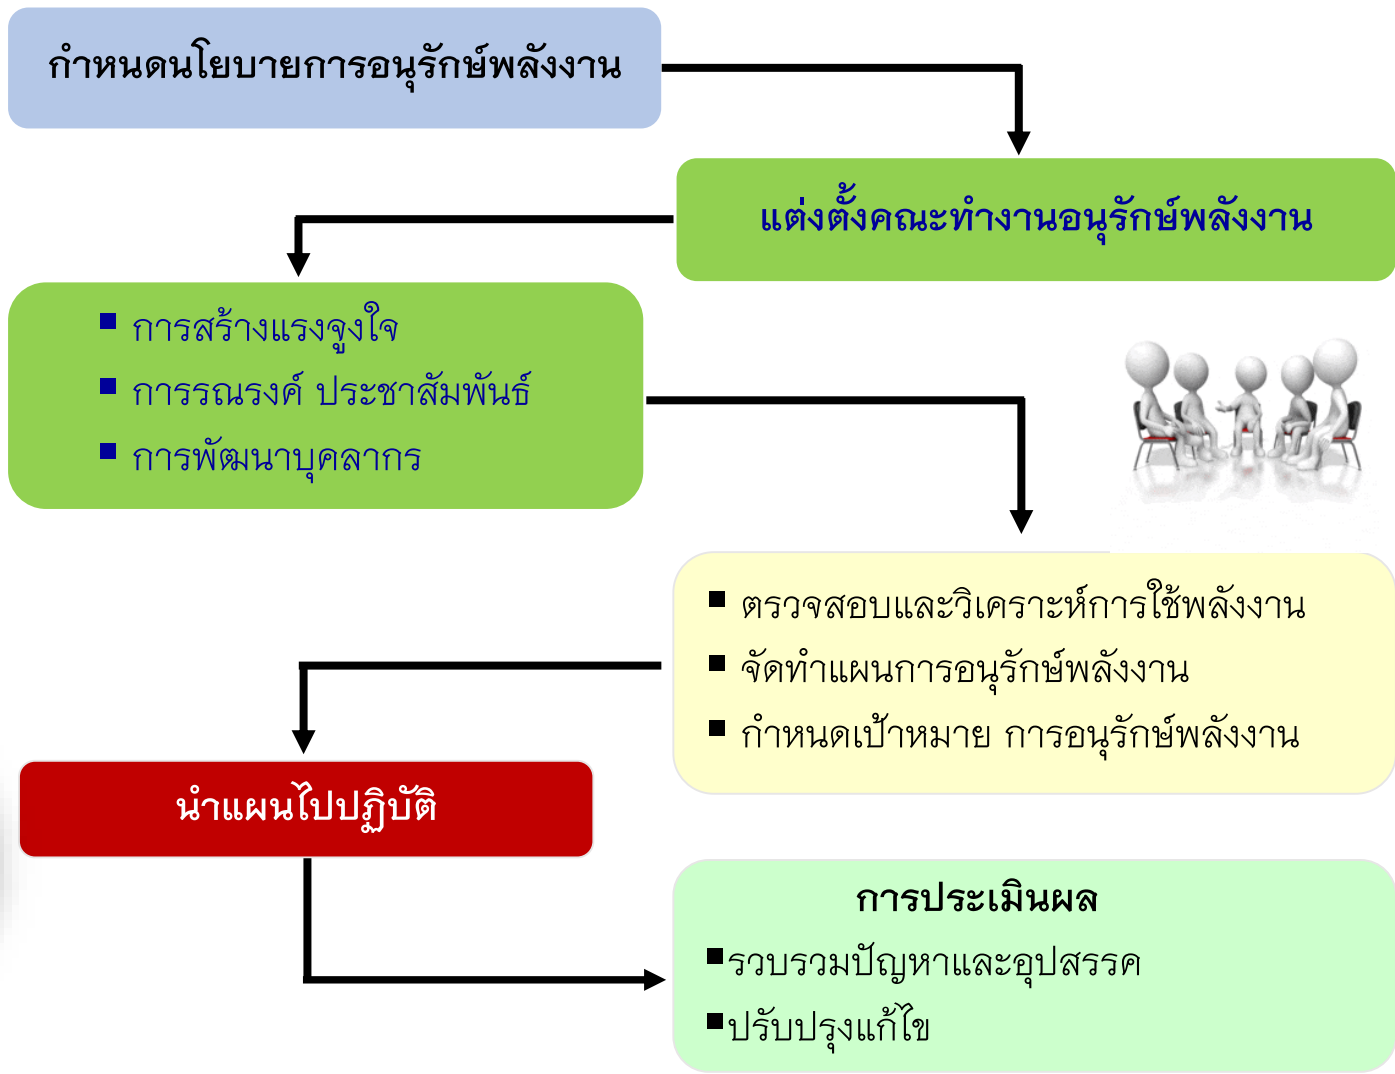 กำหนดนโยบายการอนุรักษ์พลังงาน
แต่งตั้งคณะทำงานอนุรักษ์พลังงาน
▪ การสร้างแรงจูงใจ
▪ การรณรงค์ ประชาสัมพันธ์
▪ การพัฒนาบุคลากร
▪ ตรวจสอบและวิเคราะห์การใช้พลังงาน
▪ จัดทำแผนการอนุรักษ์พลังงาน
▪ กำหนดเป้าหมาย การอนุรักษ์พลังงาน
นำแผนไปปฏิบัติ
การประเมินผล
▪รวบรวมปัญหาและอุปสรรค
▪ปรับปรุงแก้ไข